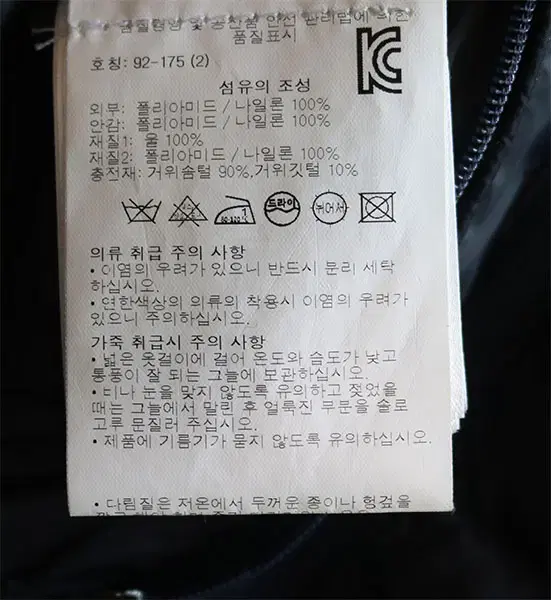 품질경영 및 공산품 안전 관리법에 의한
품질표시
KC
호칭: 92-175 (2)
섬유의 조성
외부: 폴리아미드 / 나일론 100%
안감: 폴리아미드 / 나일론 100%
재질1: 울 100%
재질2: 폴리아미드 / 나일론 100%
충전재: 거위솜털 90%,거위깃털 10%
1 80-120℃ 드라이 뉘어서
의류 취급 주의 사항
• 이염의 우려가 있으니 반드시 분리 세탁
하십시오.
• 연한색상의 의류의 착용시 이염의 우려가
있으니 주의하십시오.
가죽 취급시 주의 사항
• 넓은 옷걸이에 걸어 온도와 습도가 낮고
통풍이 잘 되는 그늘에 보관하십시오.
• 비나 눈을 맞지 않도록 유의하고 젖었을
때는 그늘에서 말린 후 얼룩진 부분을 솔로
고루 문질러 주십시오.
• 제품에 기름기가 묻지 않도록 유의하십시오.
• 다림질은 저온에서 두꺼운 종이나 헝겊을